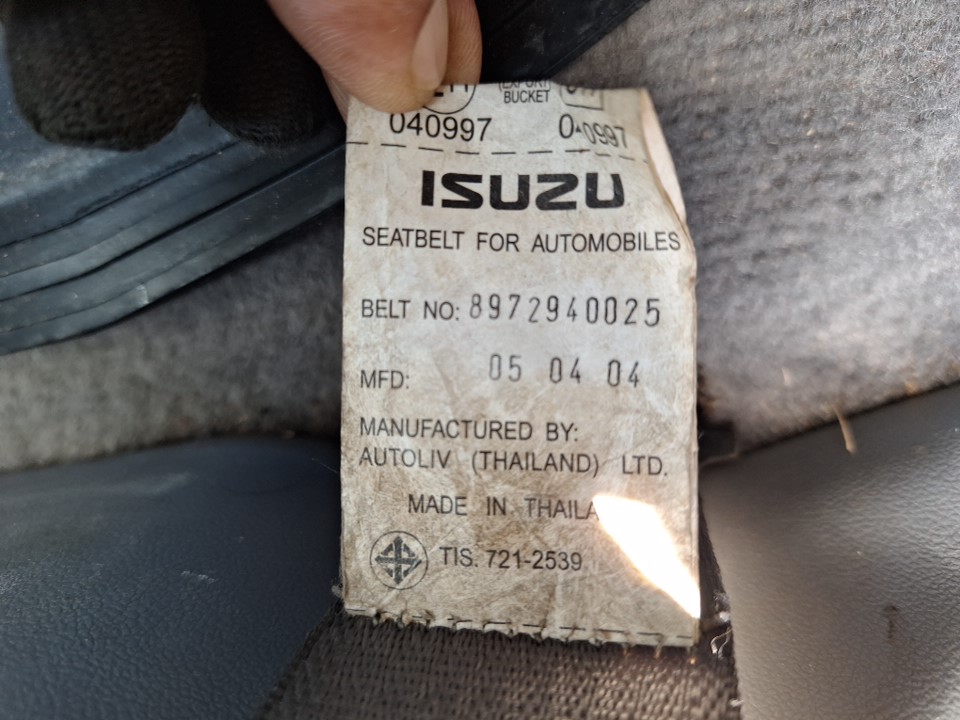 BUCKET
040997 040997
ISUZU
SEATBELT FOR AUTOMOBILES
BELT NO: 8972940025
MFD: 05 04 04
MANUFACTURED BY:
AUTOLIV (THAILAND) LTD.
MADE IN THAILA
TIS. 721-2539